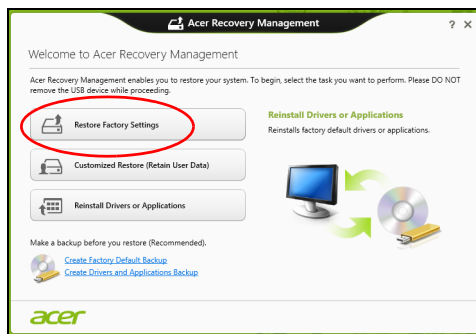 Acer Recovery Management
? X
Welcome to Acer Recovery Management
Acer Recovery Management enables you to restore your system. To begin, select the task you want to perform. Please DO NOT
remove the USB device while proceeding.
Restore Factory Settings
Reinstall Drivers or Applications
Reinstalls factory default drivers or applications.
Customized Restore (Retain User Data)
Reinstall Drivers or Applications
Make a backup before you restore (Recommended).
Create Factory Default Backup
Create Drivers and Applications Backup
acer